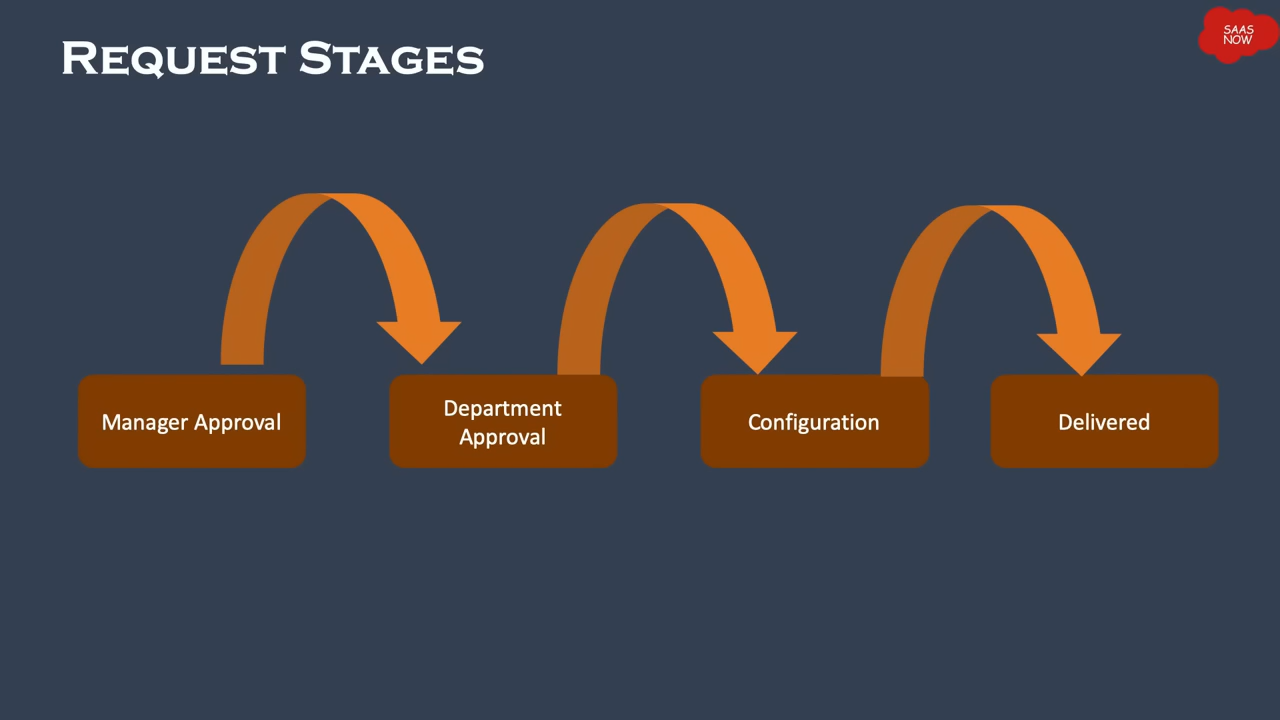 REQUEST STAGES
SAAS
NOW
Manager Approval
Department
Approval
Configuration
Delivered